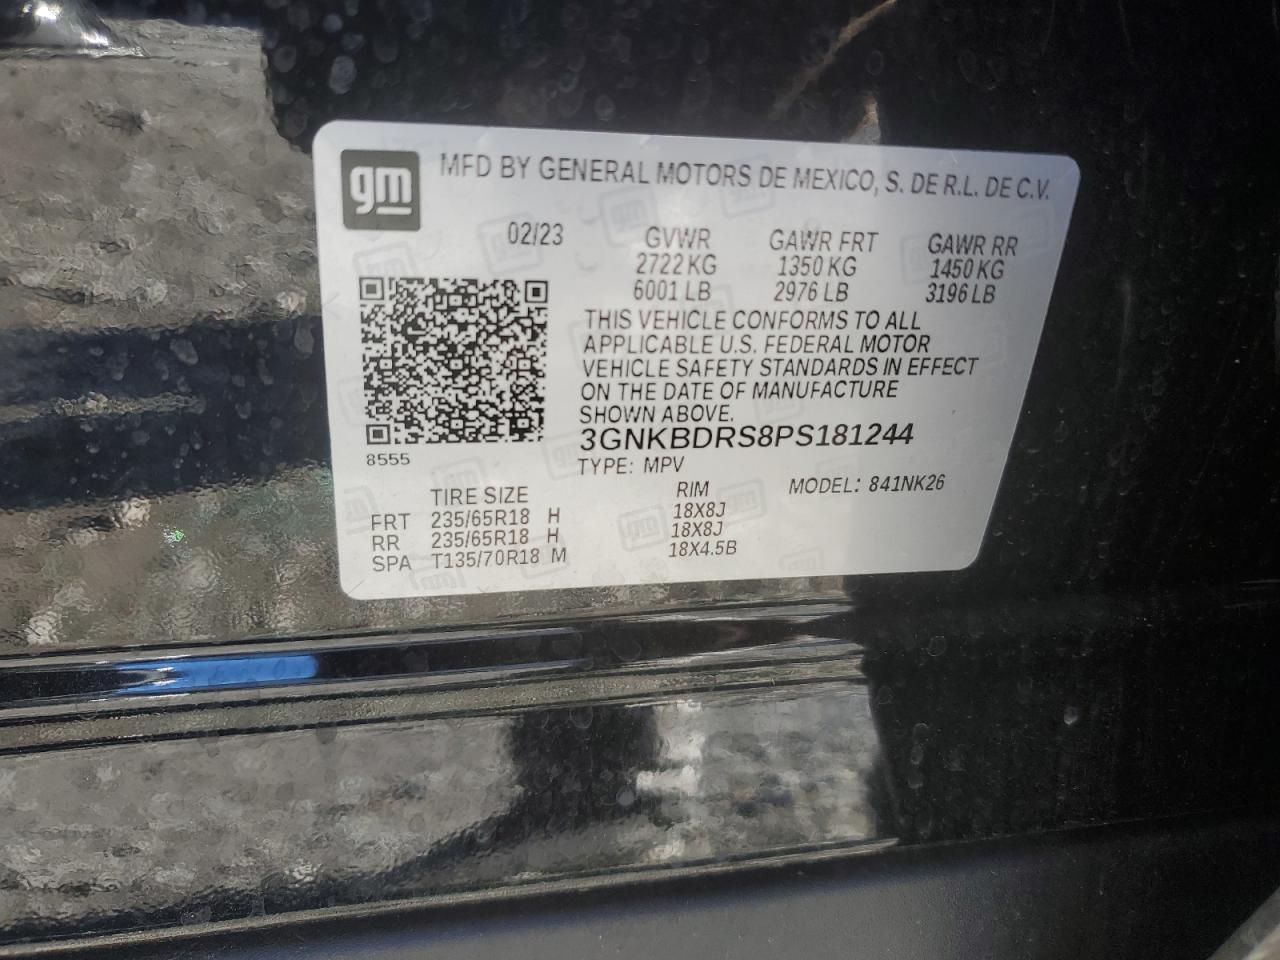 gm MFD BY GENERAL MOTORS DE MEXICO, S. DE R.L. DE C.V.
02/23 GVWR GAWR FRT GAWR RR
2722 KG 1350 KG 1450 KG
6001 LB 2976 LB 3196 LB
THIS VEHICLE CONFORMS TO ALL
APPLICABLE U.S. FEDERAL MOTOR
VEHICLE SAFETY STANDARDS IN EFFECT
ON THE DATE OF MANUFACTURE
SHOWN ABOVE.
3GNKBDRS8PS181244
8555
TYPE: MPV MODEL: 841NK26
TIRE SIZE RIM
FRT 235/65R18 H 18X8J
RR 235/65R18 H 18X8J
SPA T135/70R18 M 18X4.5B